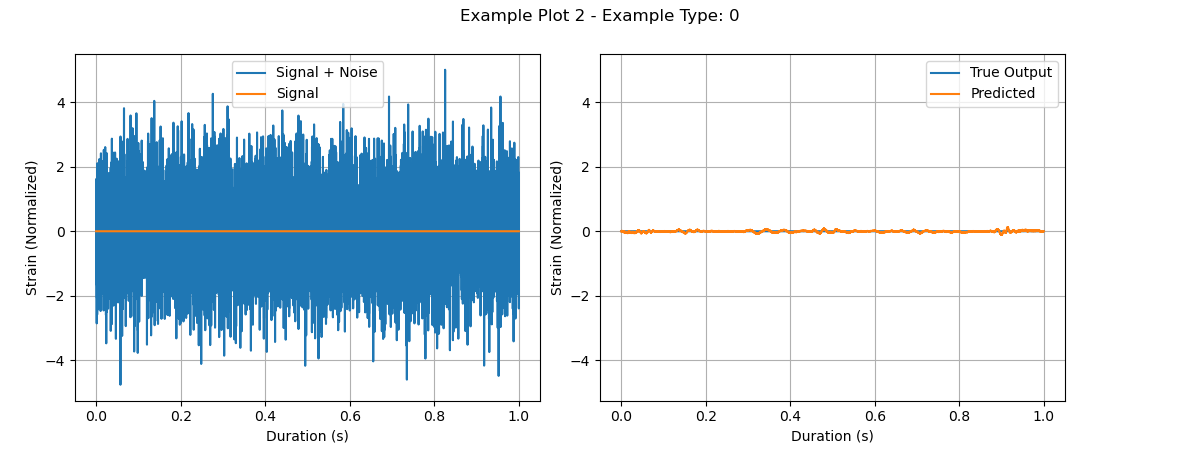 Example Plot 2 - Example Type: 0
Signal + Noise
Signal
4
2
0
−2
−4
Strain (Normalized)
0.0 0.2 0.4 0.6 0.8 1.0
Duration (s)
True Output
Predicted
4
2
0
−2
−4
Strain (Normalized)
0.0 0.2 0.4 0.6 0.8 1.0
Duration (s)